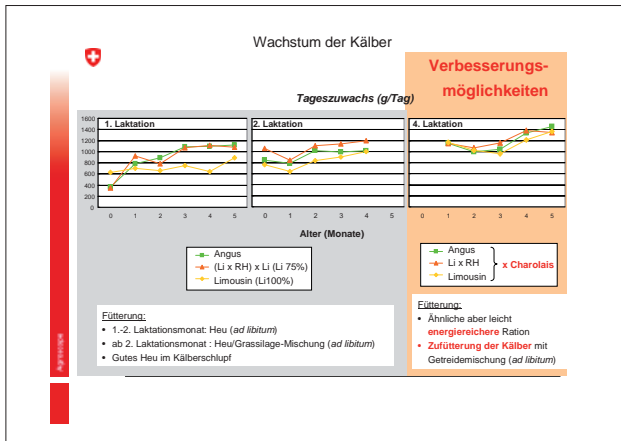 Wachstum der Kälber
Verbesserungs-
möglichkeiten
Tageszuwachs (g/Tag)
1600
1400
1200
1000
800
600
400
200
0
1. Laktation
2. Laktation
4. Laktation
0 1 2 3 4 5
0 1 2 3 4 5
0 1 2 3 4 5
Alter (Monate)
Angus
(Li x RH) x Li (Li 75%)
Limousin (Li100%)
Angus
Li x RH
Limousin
x Charolais
Fütterung:
• 1.-2. Laktationsmonat: Heu (ad libitum)
• ab 2. Laktationsmonat : Heu/Grassilage-Mischung (ad libitum)
• Gutes Heu im Kälberschlupf
Fütterung:
• Ähnliche aber leicht
energiereichere Ration
• Zufütterung der Kälber mit
Getreidemischung (ad libitum)
Agroscope